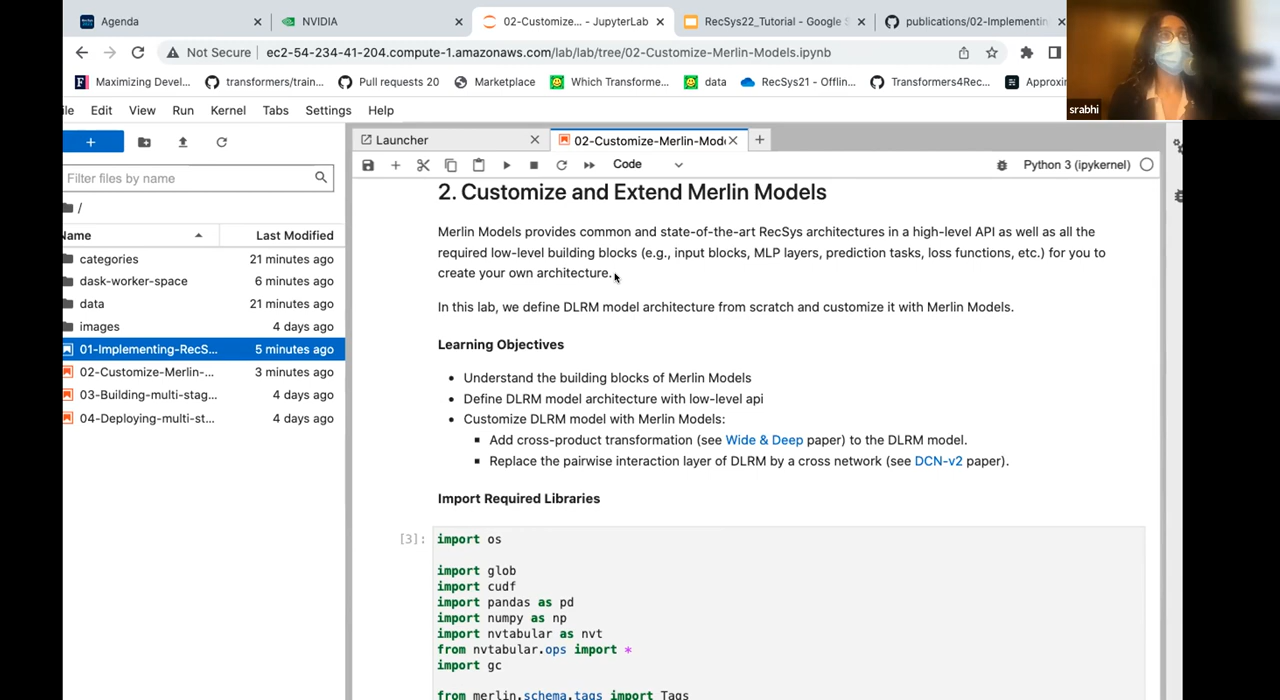 Agenda
NVIDIA
02-Customize... - JupyterLab
RecSys22_Tutorial - Google S
publications/02-Implementin
Not Secure
ec2-54-234-41-204.compute-1.amazonaws.com/lab/lab/tree/02-Customize-Merlin-Models.ipynb
Maximizing Devel...
transformers/train...
Pull requests 20
Marketplace
Which Transforme...
data
RecSys21 - Offlin...
Transformers4Rec...
Approxi
srabhi
ile Edit View Run Kernel Tabs Settings Help
Launcher
02-Customize-Merlin-Mod
Filter files by name
Code
Python 3 (ipykernel)
/
Name
Last Modified
categories 21 minutes ago
dask-worker-space 6 minutes ago
data 21 minutes ago
images 4 days ago
01-Implementing-RecS... 5 minutes ago
02-Customize-Merlin-... 3 minutes ago
03-Building-multi-stag... 4 days ago
04-Deploying-multi-st... 4 days ago
2. Customize and Extend Merlin Models
Merlin Models provides common and state-of-the-art RecSys architectures in a high-level API as well as all the
required low-level building blocks (e.g., input blocks, MLP layers, prediction tasks, loss functions, etc.) for you to
create your own architecture.
In this lab, we define DLRM model architecture from scratch and customize it with Merlin Models.
Learning Objectives
• Understand the building blocks of Merlin Models
• Define DLRM model architecture with low-level api
• Customize DLRM model with Merlin Models:
▪ Add cross-product transformation (see Wide & Deep paper) to the DLRM model.
▪ Replace the pairwise interaction layer of DLRM by a cross network (see DCN-v2 paper).
Import Required Libraries
[3]:
import os
import glob
import cudf
import pandas as pd
import numpy as np
import nvtabular as nvt
from nvtabular.ops import *
import gc
from merlin.schema.tags import Tags